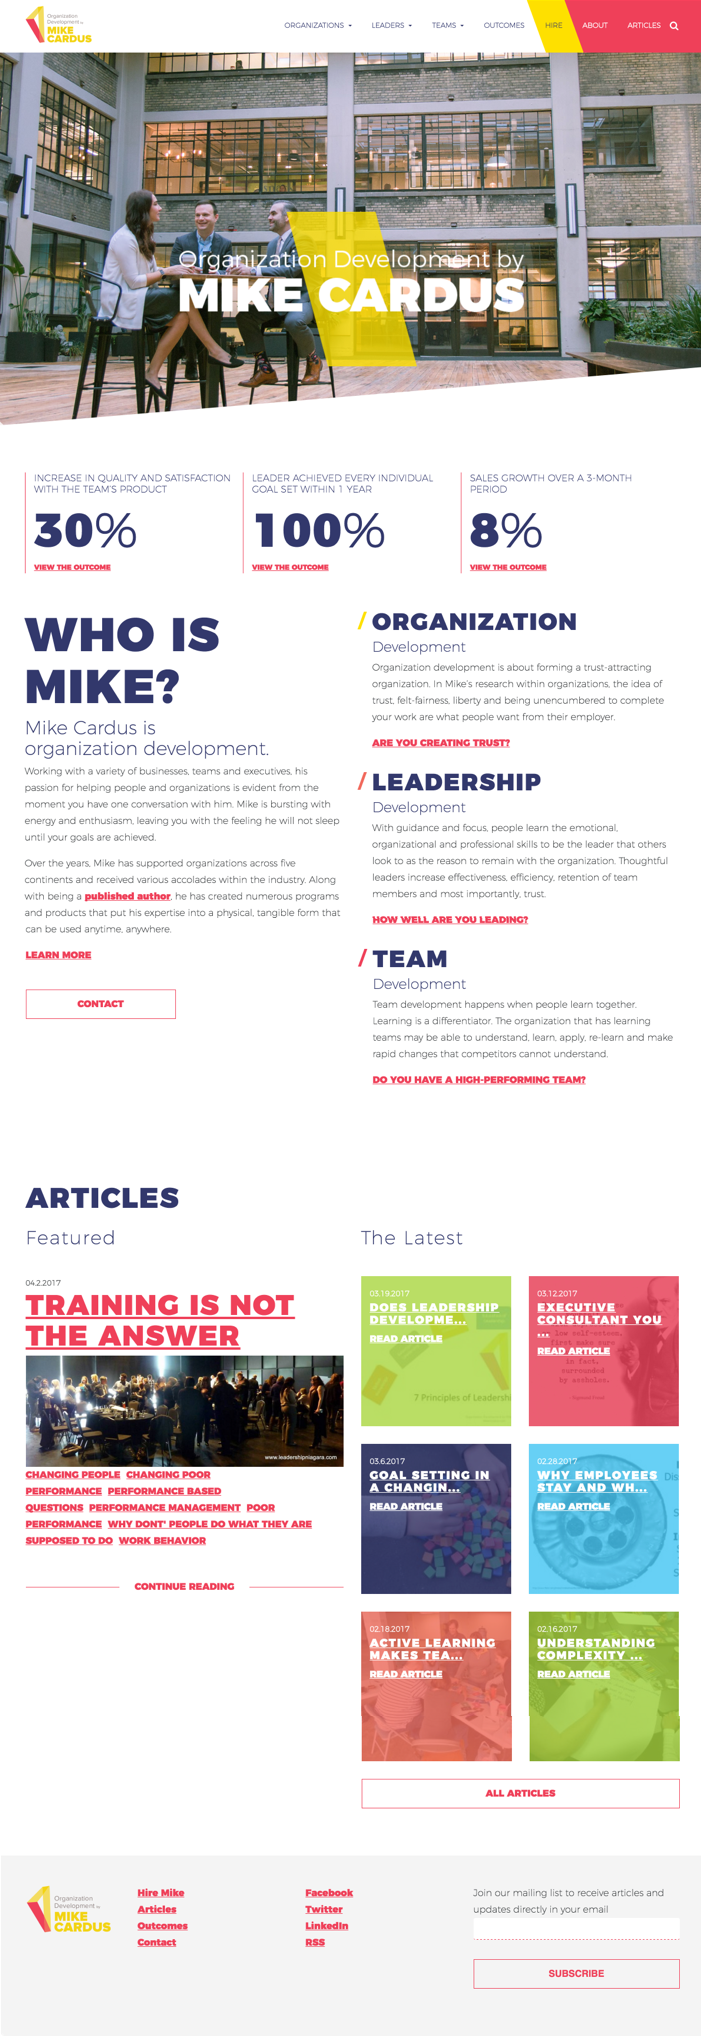 Organization
Development by
MIKE
CARDUS
ORGANIZATIONS
LEADERS
TEAMS
OUTCOMES
HIRE
ABOUT
ARTICLES
Organization Development by
MIKE CARDUS
INCREASE IN QUALITY AND SATISFACTION
WITH THE TEAM'S PRODUCT
30%
VIEW THE OUTCOME
LEADER ACHIEVED EVERY INDIVIDUAL
GOAL SET WITHIN 1 YEAR
100%
VIEW THE OUTCOME
SALES GROWTH OVER A 3-MONTH
PERIOD
8%
VIEW THE OUTCOME
WHO IS
MIKE?
Mike Cardus is
organization development.
Working with a variety of businesses, teams and executives, his
passion for helping people and organizations is evident from the
moment you have one conversation with him. Mike is bursting with
energy and enthusiasm, leaving you with the feeling he will not sleep
until your goals are achieved.
Over the years, Mike has supported organizations across five
continents and received various accolades within the industry. Along
with being a published author, he has created numerous programs
and products that put his expertise into a physical, tangible form that
can be used anytime, anywhere.
LEARN MORE
CONTACT
/ ORGANIZATION
Development
Organization development is about forming a trust-attracting
organization. In Mike's research within organizations, the idea of
trust, felt-fairness, liberty and being unencumbered to complete
your work are what people want from their employer.
ARE YOU CREATING TRUST?
/ LEADERSHIP
Development
With guidance and focus, people learn the emotional,
organizational and professional skills to be the leader that others
look to as the reason to remain with the organization. Thoughtful
leaders increase effectiveness, efficiency, retention of team
members and most importantly, trust.
HOW WELL ARE YOU LEADING?
/ TEAM
Development
Team development happens when people learn together.
Learning is a differentiator. The organization that has learning
teams may be able to understand, learn, apply, re-learn and make
rapid changes that competitors cannot understand.
DO YOU HAVE A HIGH-PERFORMING TEAM?
ARTICLES
Featured
04.2.2017
TRAINING IS NOT
THE ANSWER
www.leadershipniagara.com
CHANGING PEOPLE CHANGING POOR
PERFORMANCE PERFORMANCE BASED
QUESTIONS PERFORMANCE MANAGEMENT POOR
PERFORMANCE WHY DONT' PEOPLE DO WHAT THEY ARE
SUPPOSED TO DO WORK BEHAVIOR
CONTINUE READING
The Latest
03.19.2017
DOES LEADERSHIP
DEVELOPME...
READ ARTICLE
7 Principles of Leadersh
03.12.2017
EXECUTIVE
CONSULTANT YOU
...
READ ARTICLE
low self-esteem,
first make sure
in fact,
surrounded
by assholes.
03.6.2017
GOAL SETTING IN
A CHANGIN...
READ ARTICLE
02.28.2017
WHY EMPLOYEES
STAY AND WH...
READ ARTICLE
02.18.2017
ACTIVE LEARNING
MAKES TEA...
READ ARTICLE
02.16.2017
UNDERSTANDING
COMPLEXITY ...
READ ARTICLE
ALL ARTICLES
Organization
Development by
MIKE
CARDUS
Hire Mike
Articles
Outcomes
Contact
Facebook
Twitter
LinkedIn
RSS
Join our mailing list to receive articles and
updates directly in your email
SUBSCRIBE